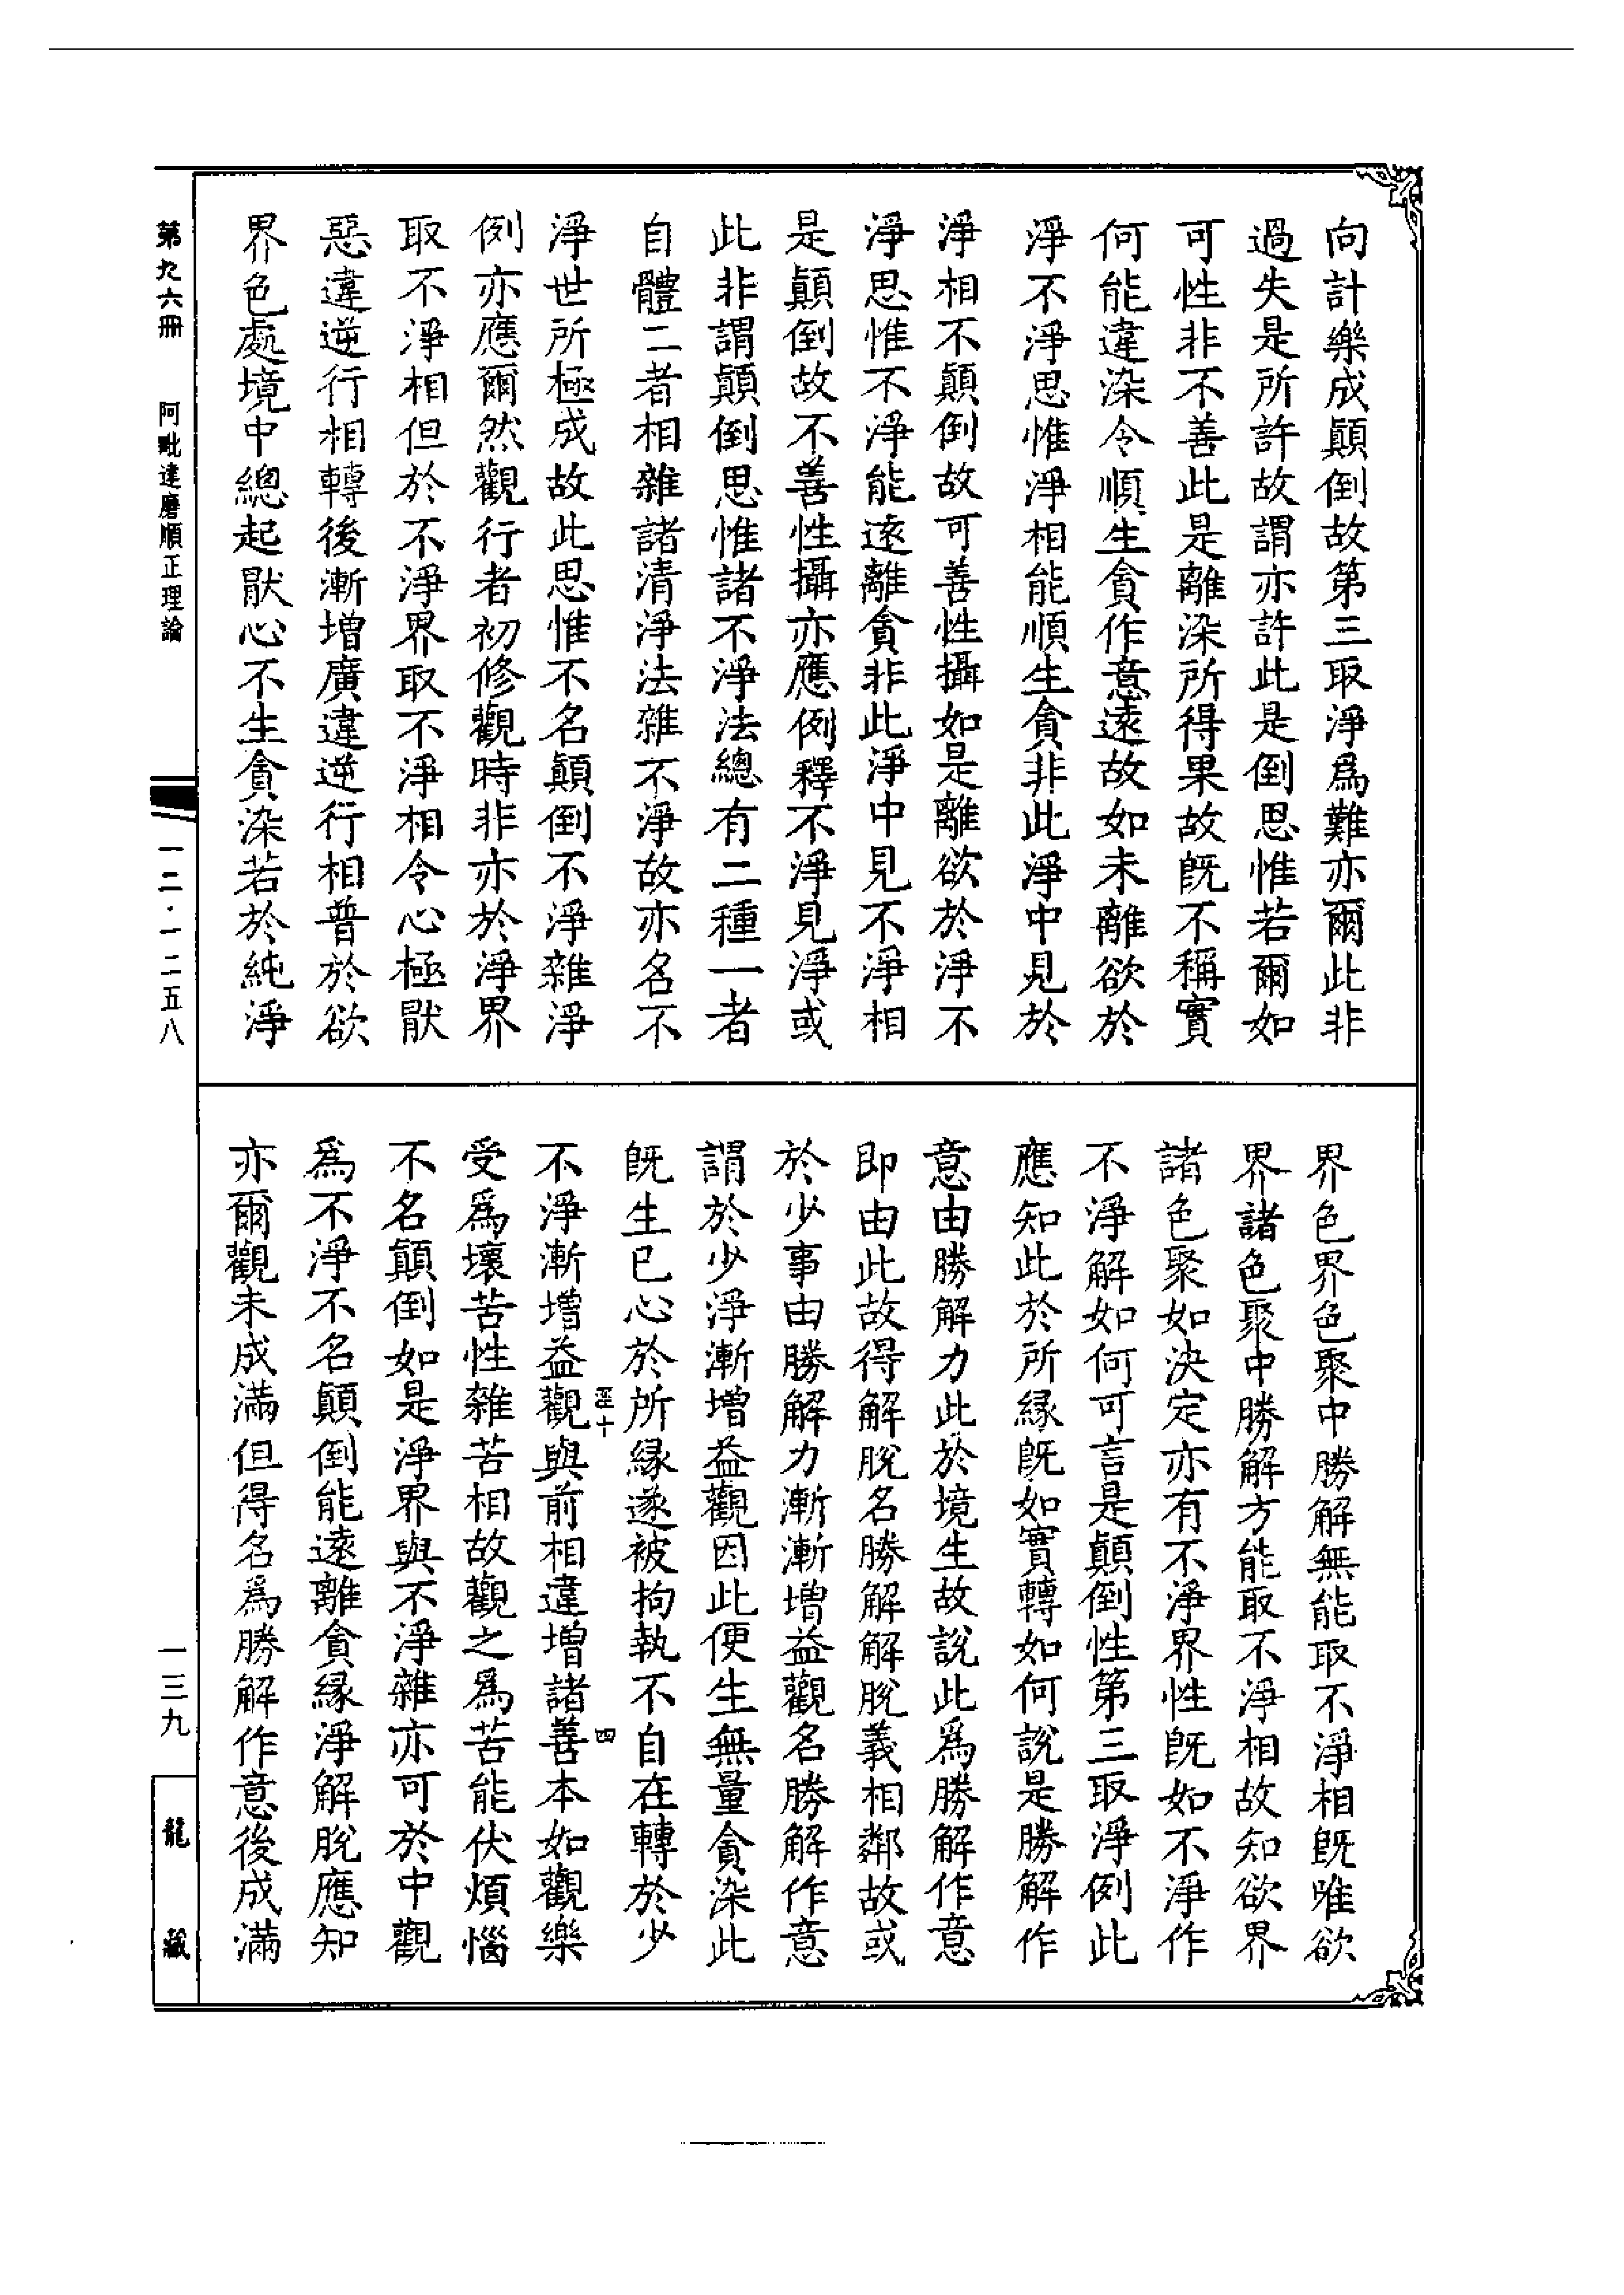 向計樂成顛倒故第三取淨爲難亦爾此非
過失是所許故謂亦許此是倒思惟若爾如
可性非不善此是離染所得果故旣不稱實
何能違染令順生貪作意遠故如未離欲於
淨不淨思惟淨相能順生貪非此淨中見於
淨相不顛倒故可善性攝如是離欲於淨不
淨思惟不淨能遠離貪非此淨中見不淨相
是顛倒故不善性攝亦應例釋不淨見淨或
此非謂顛倒思惟諸不淨法總有二種一者
自體二者相雜諸清淨法雜不淨故亦名不
淨世所極成故此思惟不名顛倒不淨雜淨
例亦應爾然觀行者初修觀時非亦於淨界
取不淨相但於不淨界取不淨相令心極猒
惡違逆行相轉後漸增廣違逆行相普於欲
界色處境中總起猒心不生貪染若於純淨
界色界色聚中勝解無能取不淨相旣唯欲
界諸色聚中勝解方能取不淨相故知欲界
諸色聚如決定亦有不淨界性旣如不淨作
不淨解如何可言是顛倒性第三取淨例此
應知此於所緣旣如實轉如何說是勝解作
意由勝解力此於境生故說此爲勝解作意
即由此故得解脫名勝解解脫義相鄰故或
於少事由勝解力漸漸增益觀名勝解作意
謂於少淨漸增益觀因此便生無量貪染此
旣生已心於所緣遂被拘執不自在轉於少
不淨漸增益觀與前相違增諸善本如觀樂
受爲壞苦性雜苦相故觀之爲苦能伏煩惱
不名顛倒如是淨界與不淨雜亦可於中觀
爲不淨不名顛倒能遠離貪緣淨解脫應知
亦爾觀未成滿但得名爲勝解作意後成滿
巠十
四
第九六冊
阿毗達磨順正理論
一二·一二五八
一三九
龍藏